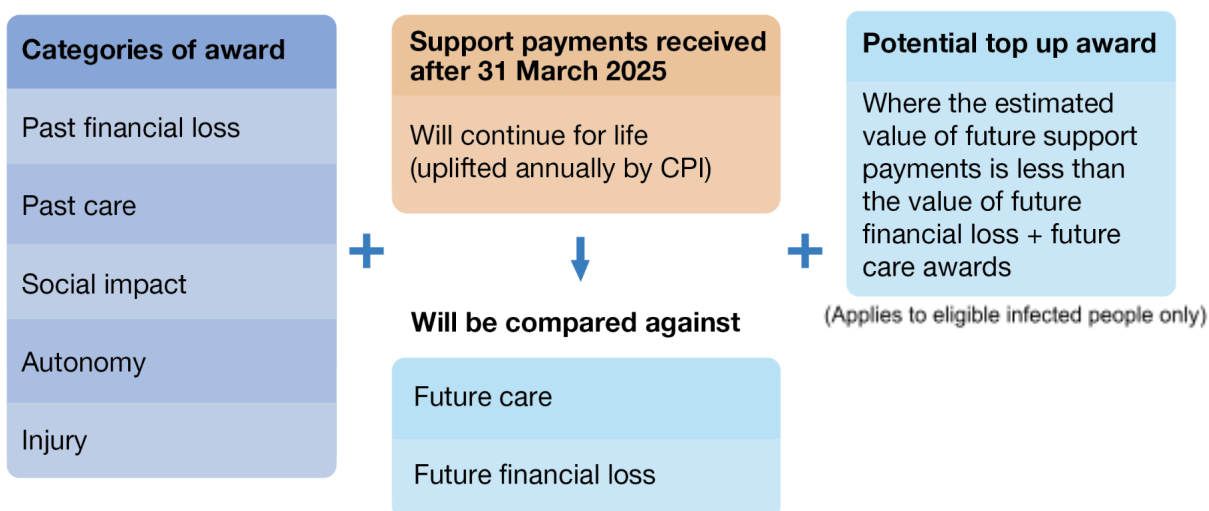 Categories of award
Past financial loss
Past care
Social impact
Autonomy
Injury
+
Support payments received
after 31 March 2025
Will continue for life
(uplifted annually by CPI)
Will be compared against
Future care
Future financial loss
+
Potential top up award
Where the estimated
value of future support
payments is less than
the value of future
financial loss + future
care awards
(Applies to eligible infected people only)